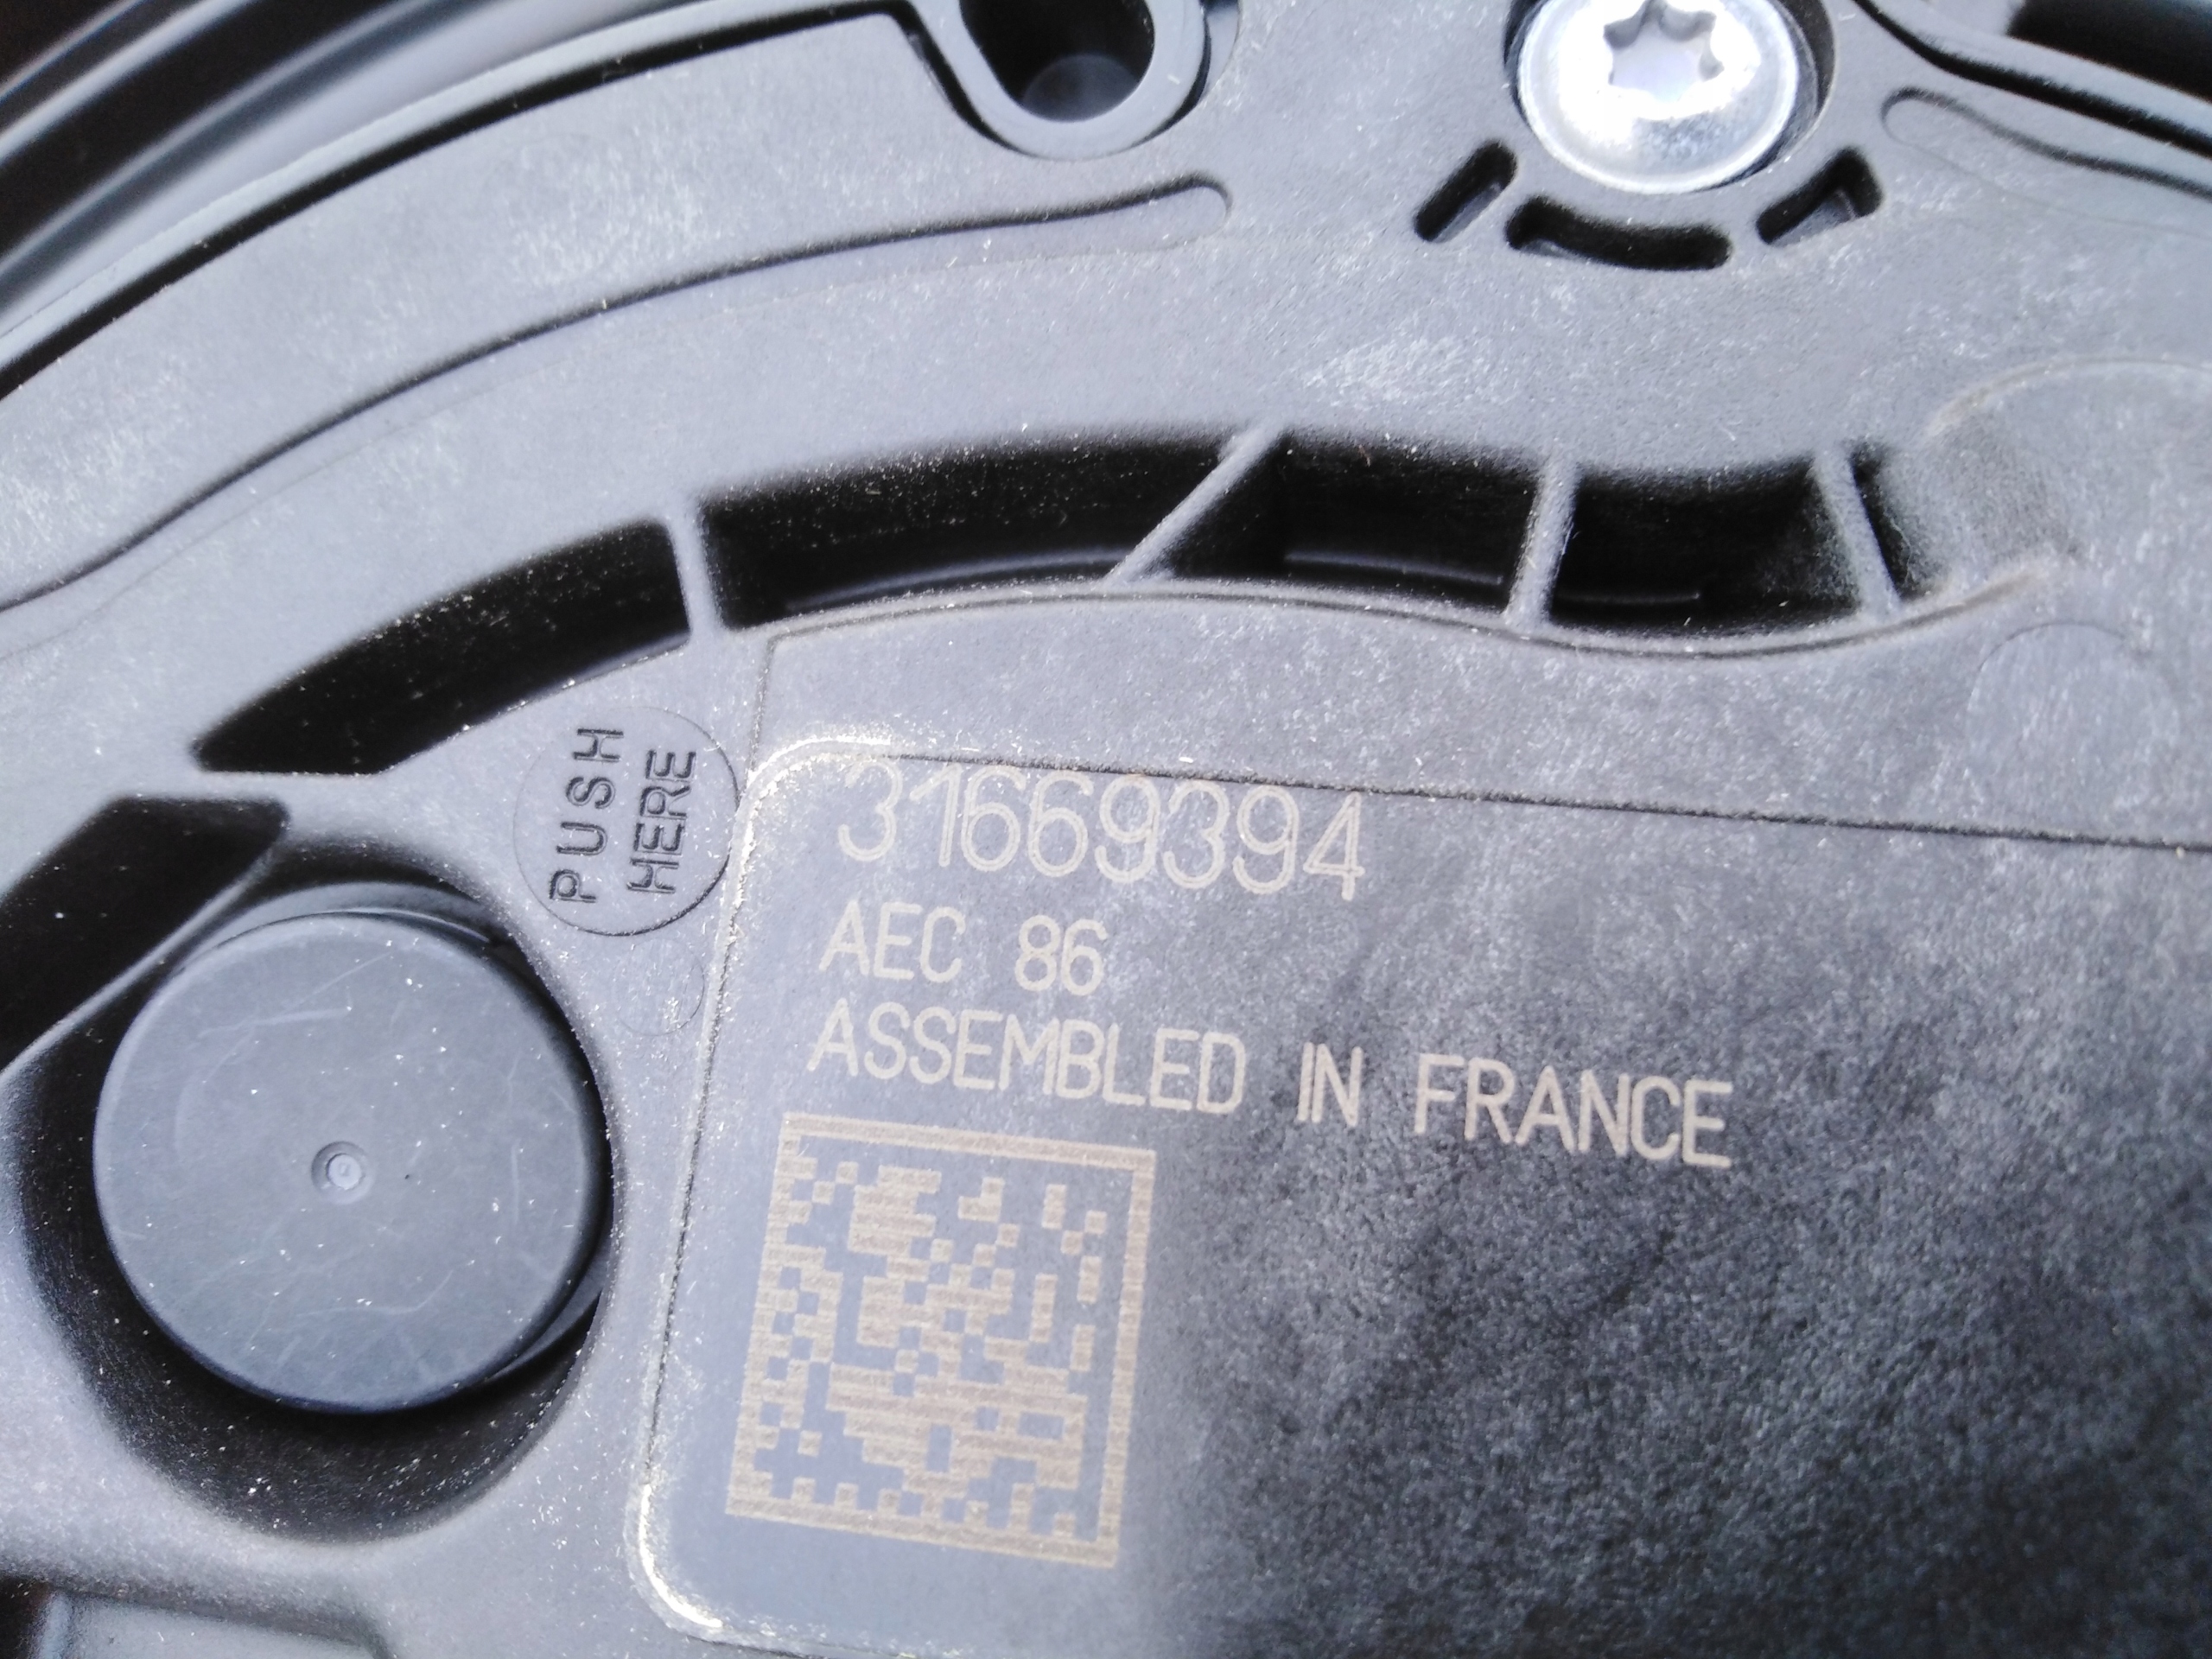 PUSH
HERE
31669394
AEC 86
ASSEMBLED IN FRANCE